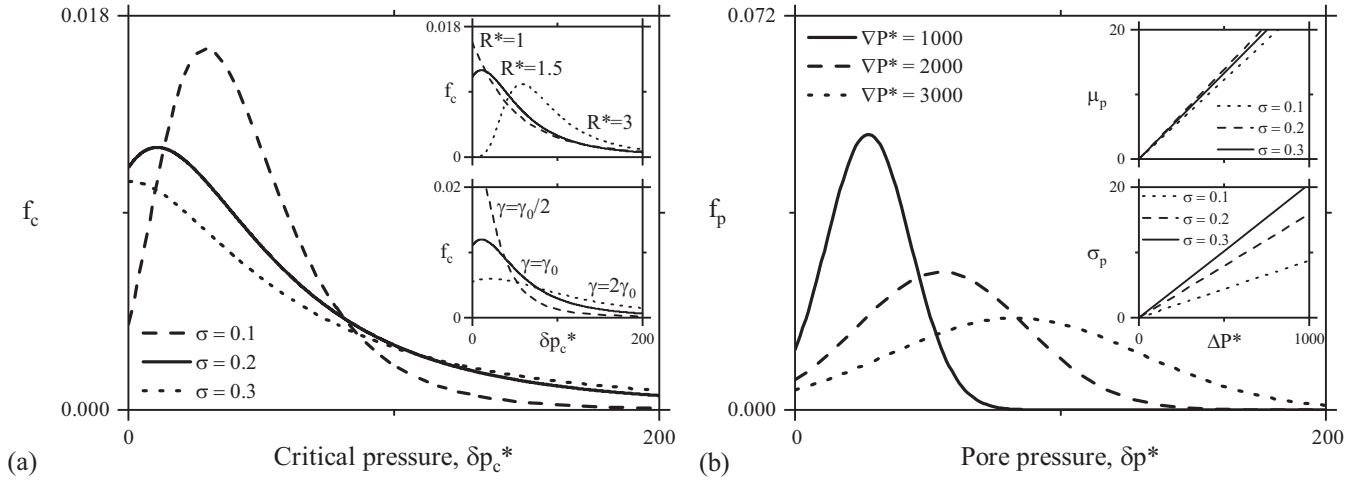 0.018
f_c
0.000
0
200
Critical pressure, δp_c*
(a)
σ = 0.1
σ = 0.2
σ = 0.3
0.018
f_c
0
R*=1
R*=1.5
R*=3
0.02
f_c
0
γ=γ_0/2
γ=γ_0
γ=2γ_0
0
200
δp_c*
0.072
f_p
0.000
0
200
Pore pressure, δp*
(b)
∇P* = 1000
∇P* = 2000
∇P* = 3000
20
μ_p
0
σ = 0.1
σ = 0.2
σ = 0.3
20
σ_p
0
σ = 0.1
σ = 0.2
σ = 0.3
0
1000
ΔP*